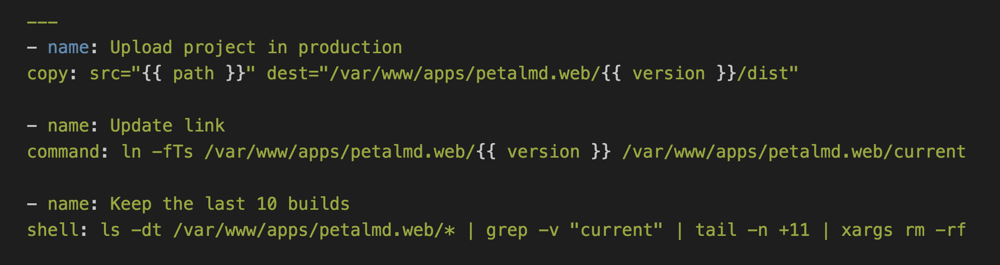 ---
- name: Upload project in production
copy: src="{{ path }}" dest="/var/www/apps/petalmd.web/{{ version }}/dist"
- name: Update link
command: ln -fTs /var/www/apps/petalmd.web/{{ version }} /var/www/apps/petalmd.web/current
- name: Keep the last 10 builds
shell: ls -dt /var/www/apps/petalmd.web/* | grep -v "current" | tail -n +11 | xargs rm -rf